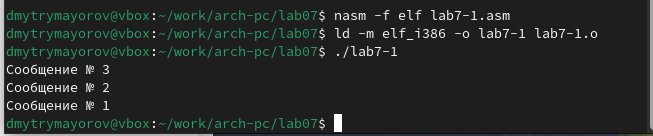 dmytrymayorov@vbox:~/work/arch-pc/lab07$ nasm -f elf lab7-1.asm
dmytrymayorov@vbox:~/work/arch-pc/lab07$ ld -m elf_i386 -o lab7-1 lab7-1.o
dmytrymayorov@vbox:~/work/arch-pc/lab07$ ./lab7-1
Сообщение № 3
Сообщение № 2
Сообщение № 1
dmytrymayorov@vbox:~/work/arch-pc/lab07$